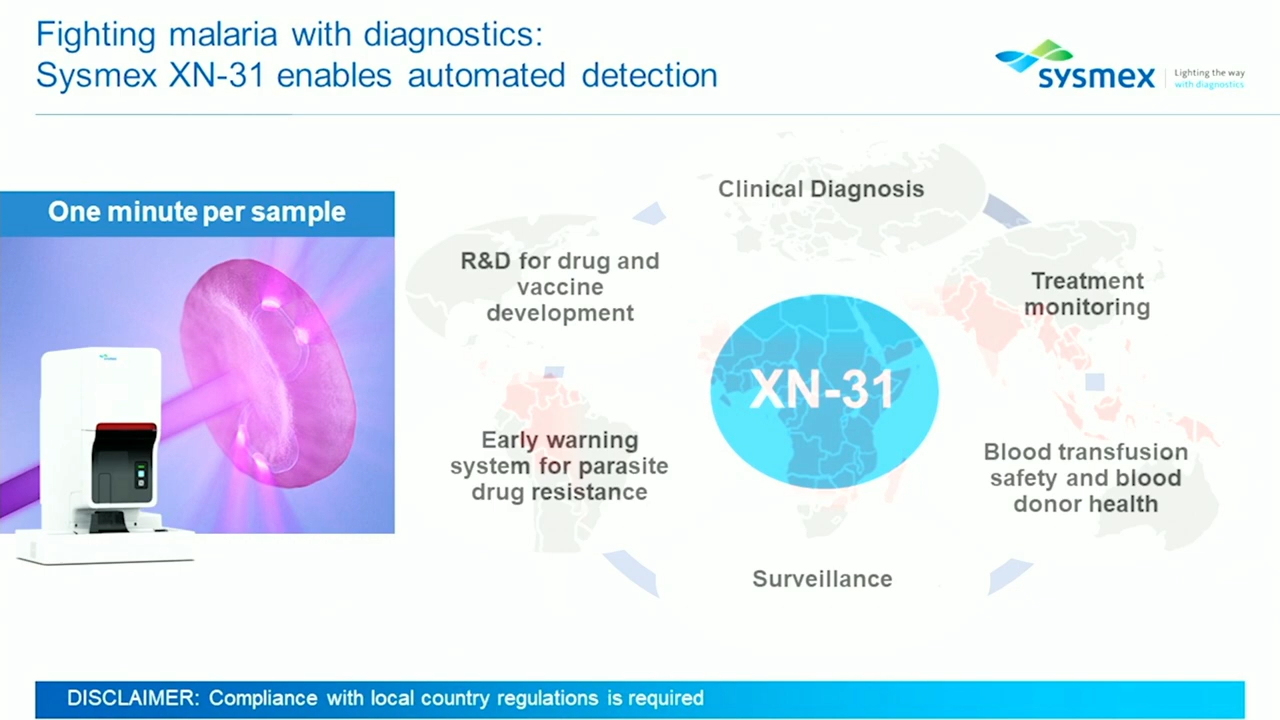 Fighting malaria with diagnostics:
Sysmex XN-31 enables automated detection
sysmex
Lighting the way
with diagnostics
One minute per sample
Clinical Diagnosis
R&D for drug and
vaccine
development
Treatment
monitoring
XN-31
Early warning
system for parasite
drug resistance
Blood transfusion
safety and blood
donor health
Surveillance
DISCLAIMER: Compliance with local country regulations is required